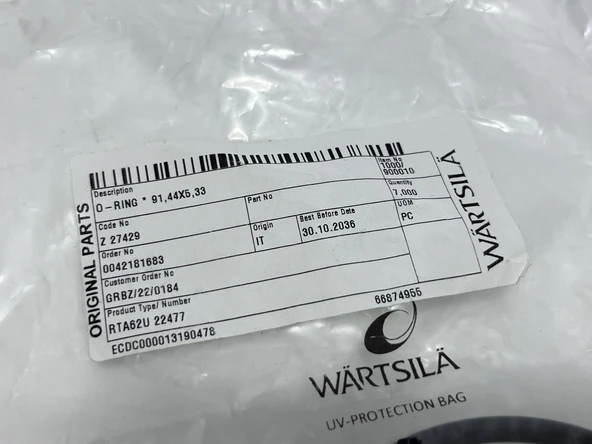 ORIGINAL PARTS
Description
O-RING * 91,44X5,33
Item No
1000/
900010
Code No
Z 27429
Part No
Quantity
7,000
Order No
0042181683
Origin
IT
Best Before Date
30.10.2036
UOM
PC
Customer Order No
GRBZ/22/0184
Product Type/ Number
RTA62U 22477
66874955
ECDC000013190478
WÄRTSILÄ
WÄRTSILÄ
UV-PROTECTION BAG